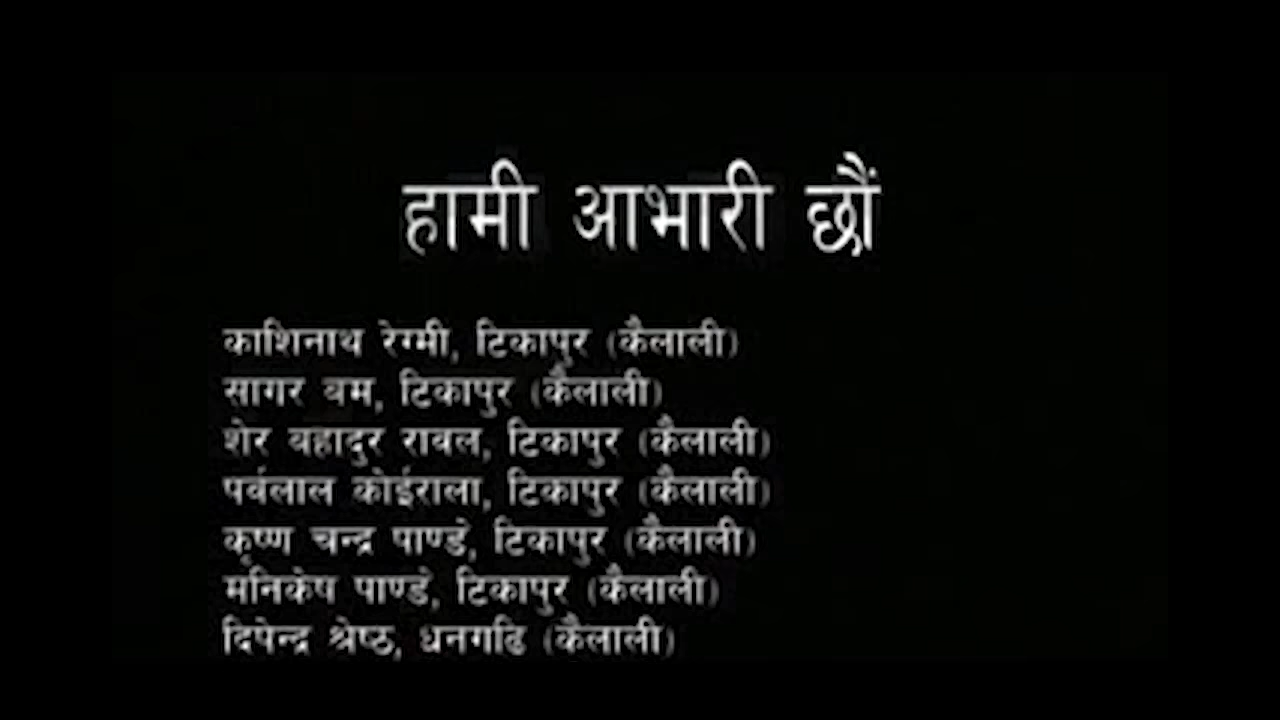 हामी आभारी छौं
काशिनाथ रेग्मी, टिकापुर (कैलाली)
सागर बम, टिकापुर (कैलाली)
शेर बहादुर रावल, टिकापुर (कैलाली)
पर्वलाल कोईराला, टिकापुर (कैलाली)
कृष्ण चन्द्र पाण्डे, टिकापुर (कैलाली)
मनिकेष पाण्डे, टिकापुर (कैलाली)
दिपेन्द्र श्रेष्ठ, धनगढि (कैलाली)